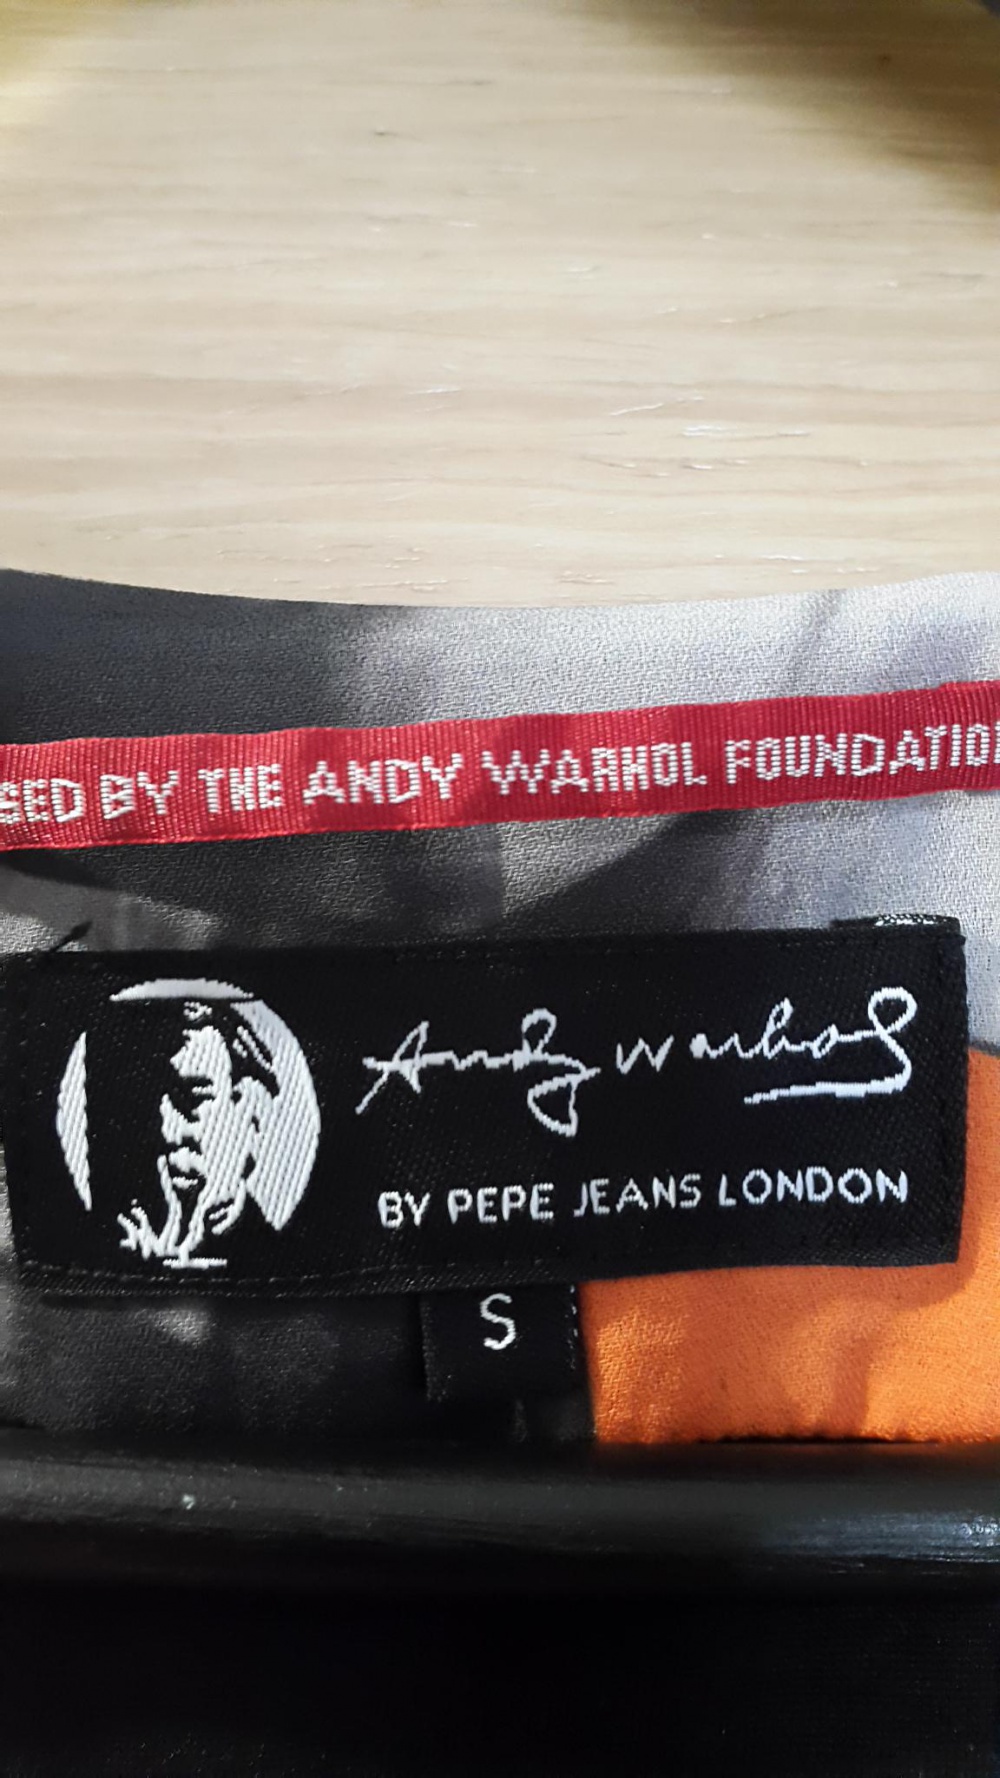 SED BY THE ANDY WARHOL FOUNDATIO
Andy Warhol
BY PEPE JEANS LONDON
S